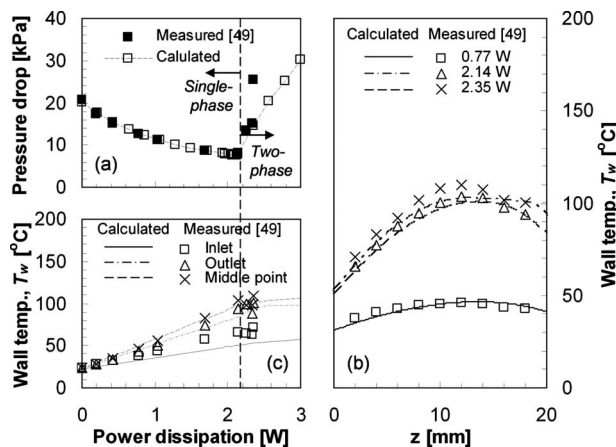 Pressure drop [kPa]
40
30
20
10
0
Measured [49]
Calulated
Single-
phase
Two-
phase
(a)
Wall temp., Tw [°C]
200
150
100
50
0
Calculated Measured [49]
Inlet
Outlet
Middle point
(c)
0 1 2 3
Power dissipation [W]
Calculated Measured [49]
0.77 W
2.14 W
2.35 W
(b)
200
150
100
50
0
Wall temp., Tw [°C]
0 10 20
z [mm]